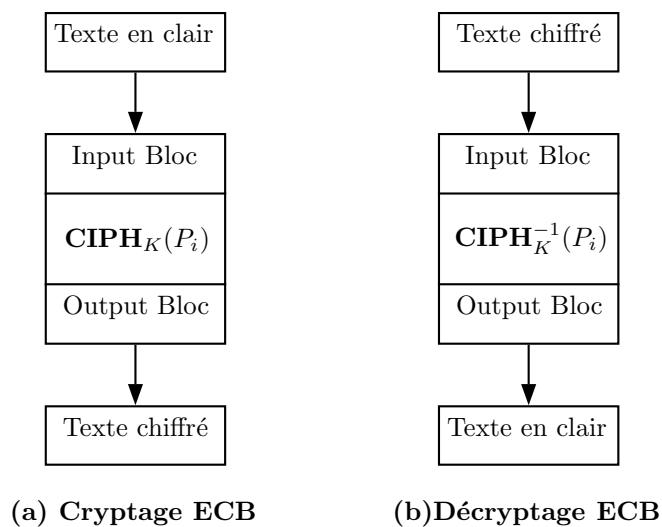 Texte en clair
Input Bloc
CIPH_K(P_i)
Output Bloc
Texte chiffré
(a) Cryptage ECB
Texte chiffré
Input Bloc
CIPH_K^{-1}(P_i)
Output Bloc
Texte en clair
(b)Décryptage ECB